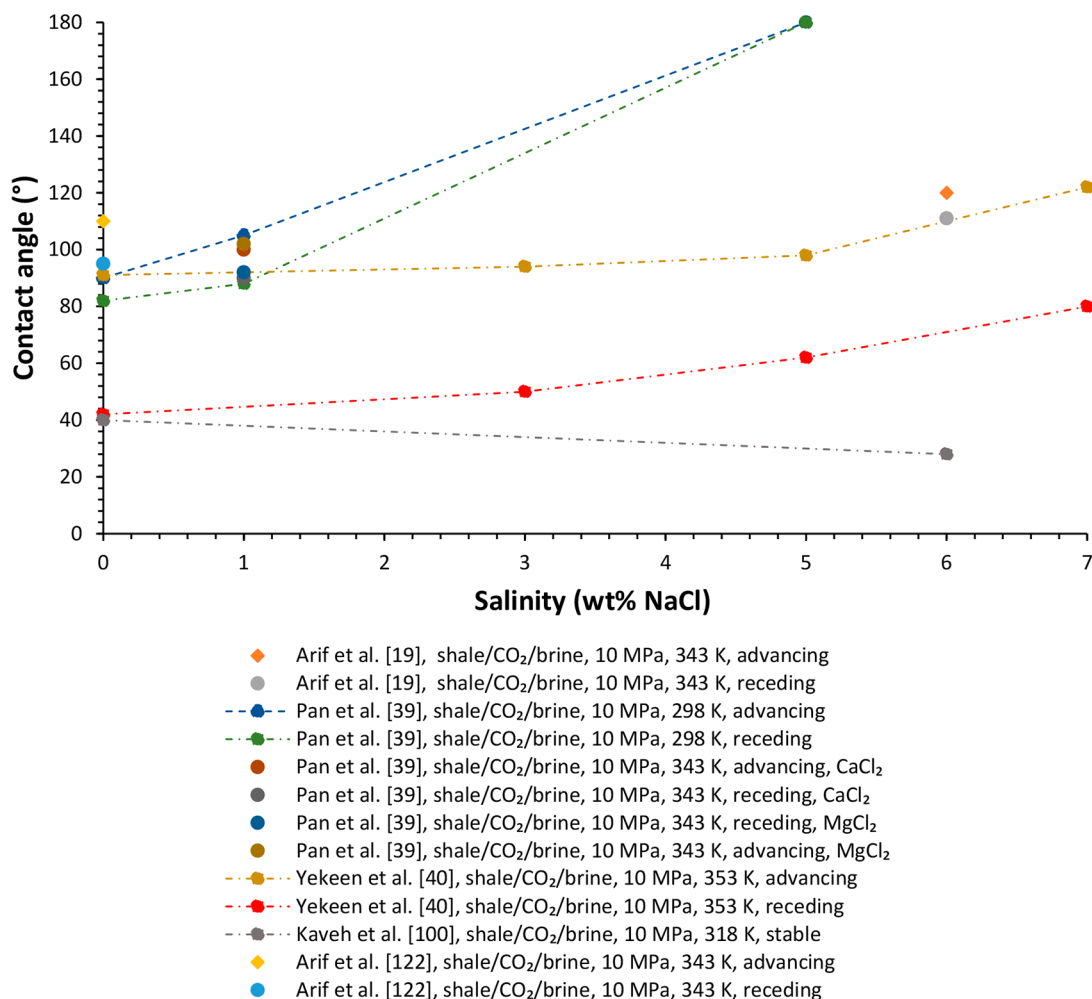 180
160
140
120
100
80
60
40
20
0
Contact angle (°)
0 1 2 3 4 5 6 7
Salinity (wt% NaCl)
Arif et al. [19], shale/CO₂/brine, 10 MPa, 343 K, advancing
Arif et al. [19], shale/CO₂/brine, 10 MPa, 343 K, receding
Pan et al. [39], shale/CO₂/brine, 10 MPa, 298 K, advancing
Pan et al. [39], shale/CO₂/brine, 10 MPa, 298 K, receding
Pan et al. [39], shale/CO₂/brine, 10 MPa, 343 K, advancing, CaCl₂
Pan et al. [39], shale/CO₂/brine, 10 MPa, 343 K, receding, CaCl₂
Pan et al. [39], shale/CO₂/brine, 10 MPa, 343 K, receding, MgCl₂
Pan et al. [39], shale/CO₂/brine, 10 MPa, 343 K, advancing, MgCl₂
Yekeen et al. [40], shale/CO₂/brine, 10 MPa, 353 K, advancing
Yekeen et al. [40], shale/CO₂/brine, 10 MPa, 353 K, receding
Kaveh et al. [100], shale/CO₂/brine, 10 MPa, 318 K, stable
Arif et al. [122], shale/CO₂/brine, 10 MPa, 343 K, advancing
Arif et al. [122], shale/CO₂/brine, 10 MPa, 343 K, receding